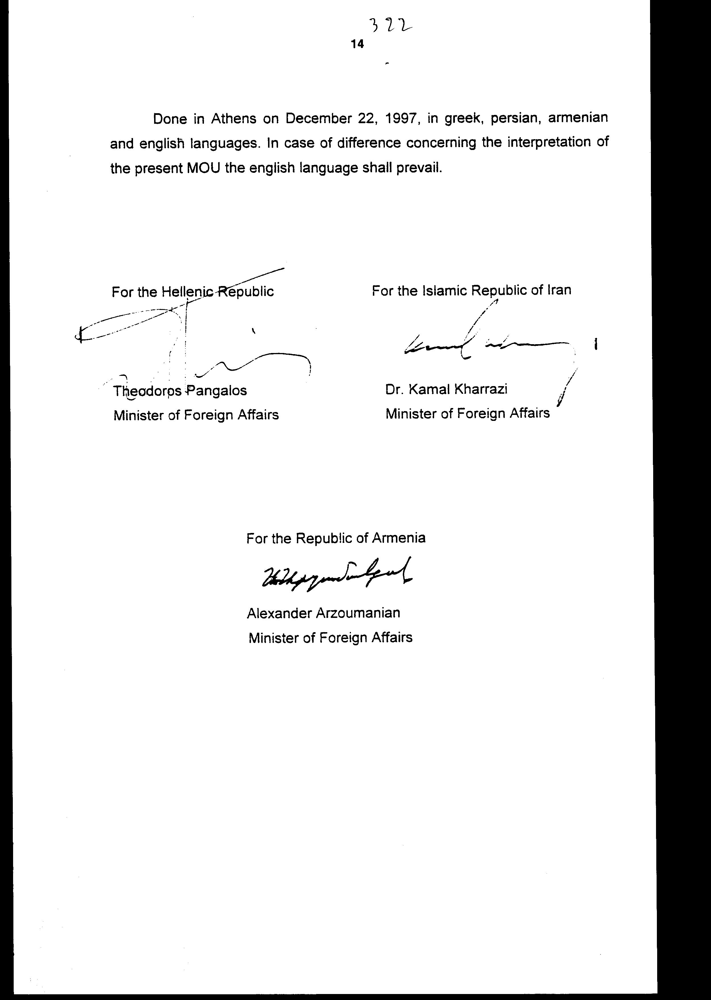 322
14
Done in Athens on December 22, 1997, in greek, persian, armenian
and english languages. In case of difference concerning the interpretation of
the present MOU the english language shall prevail.
For the Hellenic Republic
For the Islamic Republic of Iran
Theodoros Pangalos
Minister of Foreign Affairs
Dr. Kamal Kharrazi
Minister of Foreign Affairs
For the Republic of Armenia
Alexander Arzoumanian
Minister of Foreign Affairs